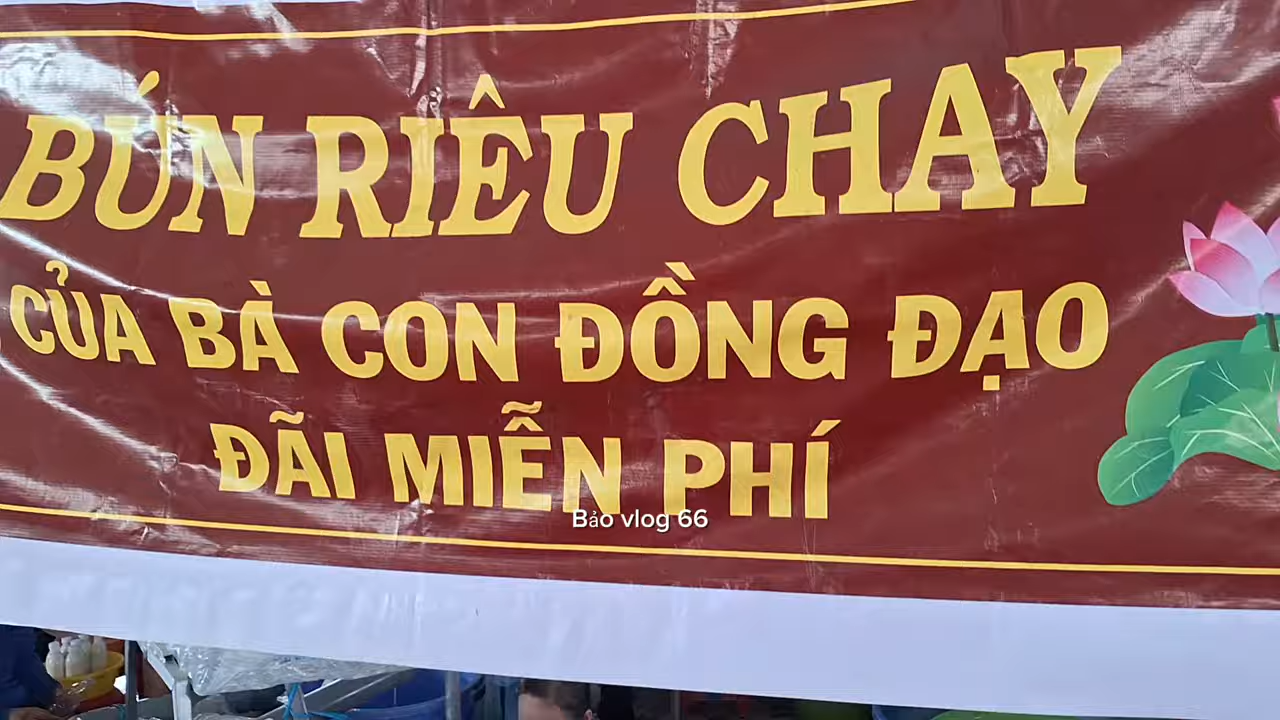 BÚN RIÊU CHAY
CỦA BÀ CON ĐỒNG ĐẠO
ĐÃI MIỄN PHÍ
Bảo vlog 66